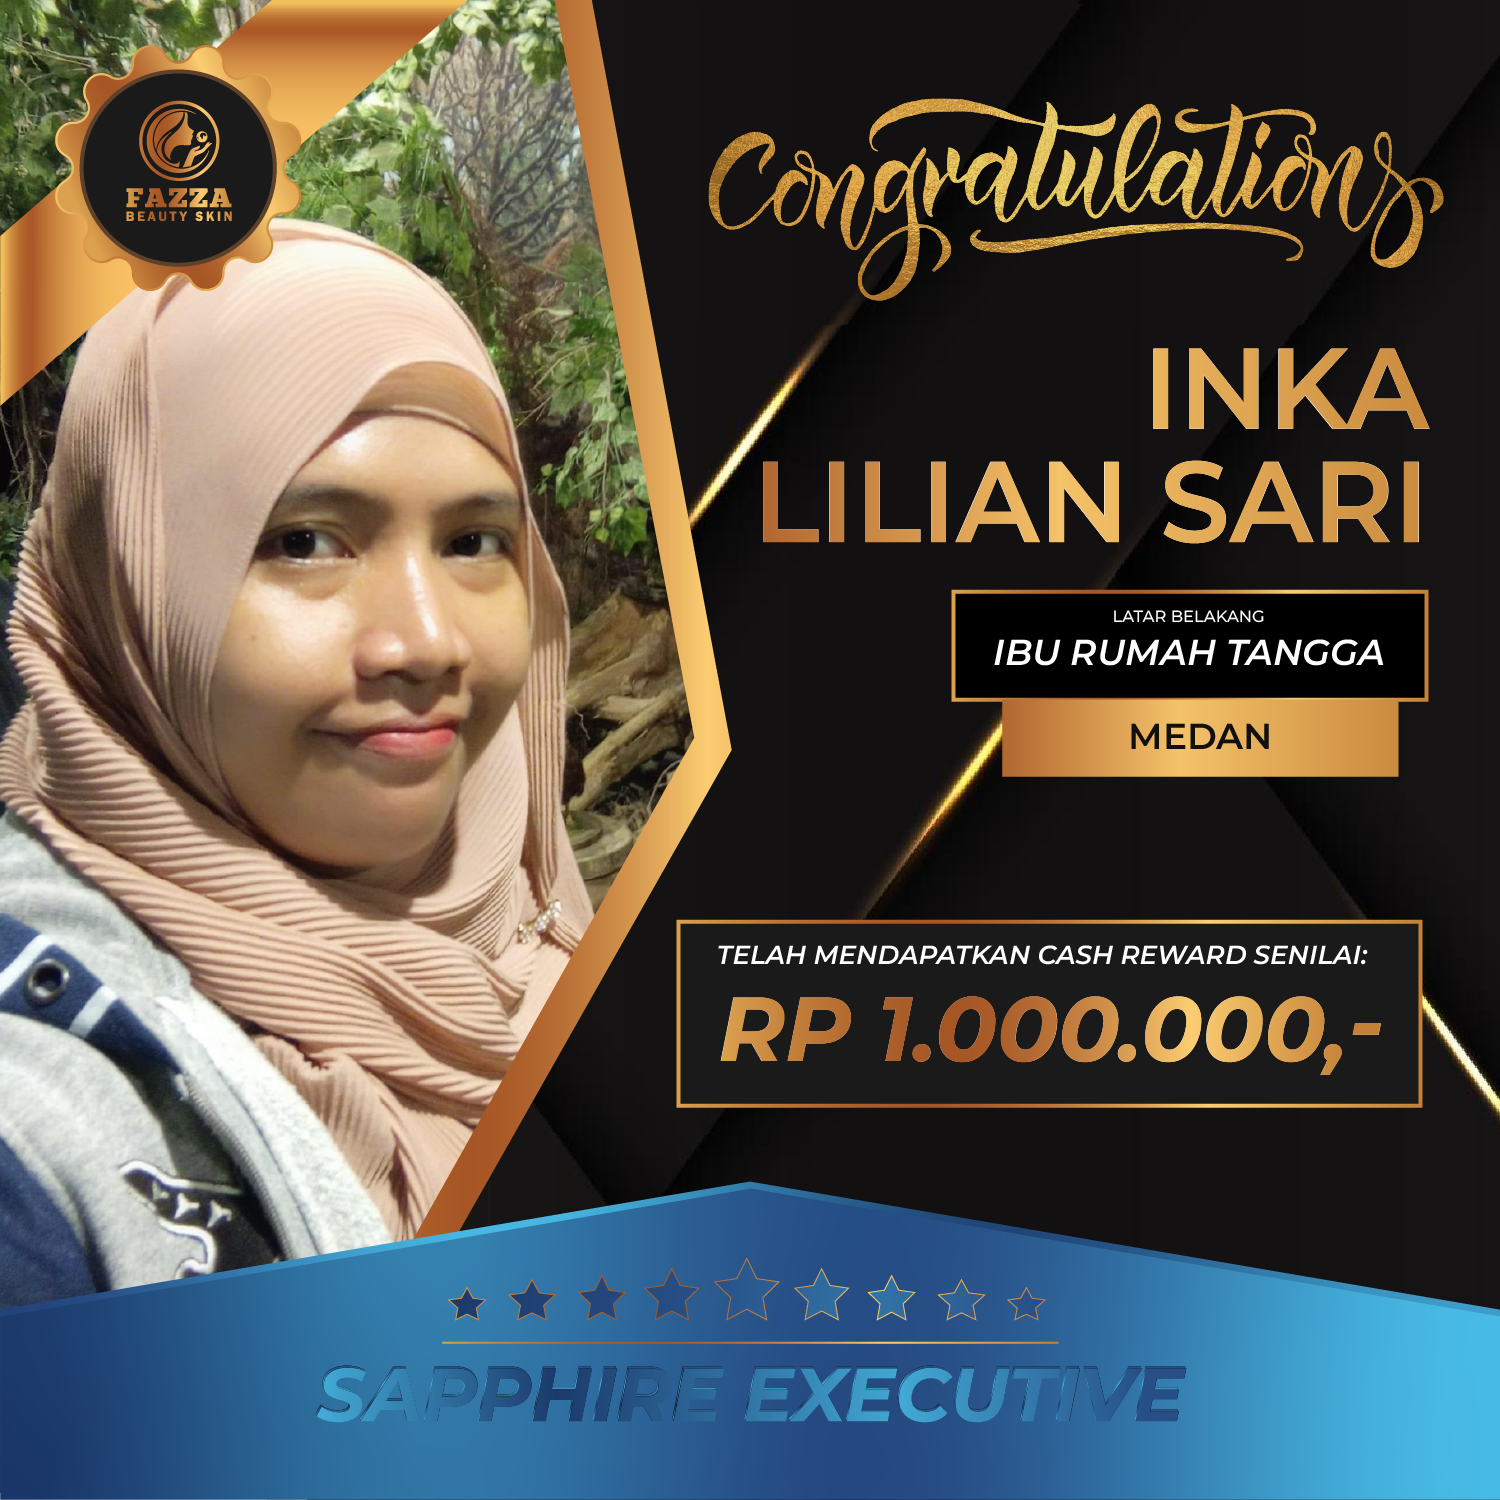 FAZZA
BEAUTY SKIN
Congratulations
INKA
LILIAN SARI
LATAR BELAKANG
IBU RUMAH TANGGA
MEDAN
TELAH MENDAPATKAN CASH REWARD SENILAI:
RP 1.000.000,-
SAPPHIRE EXECUTIVE